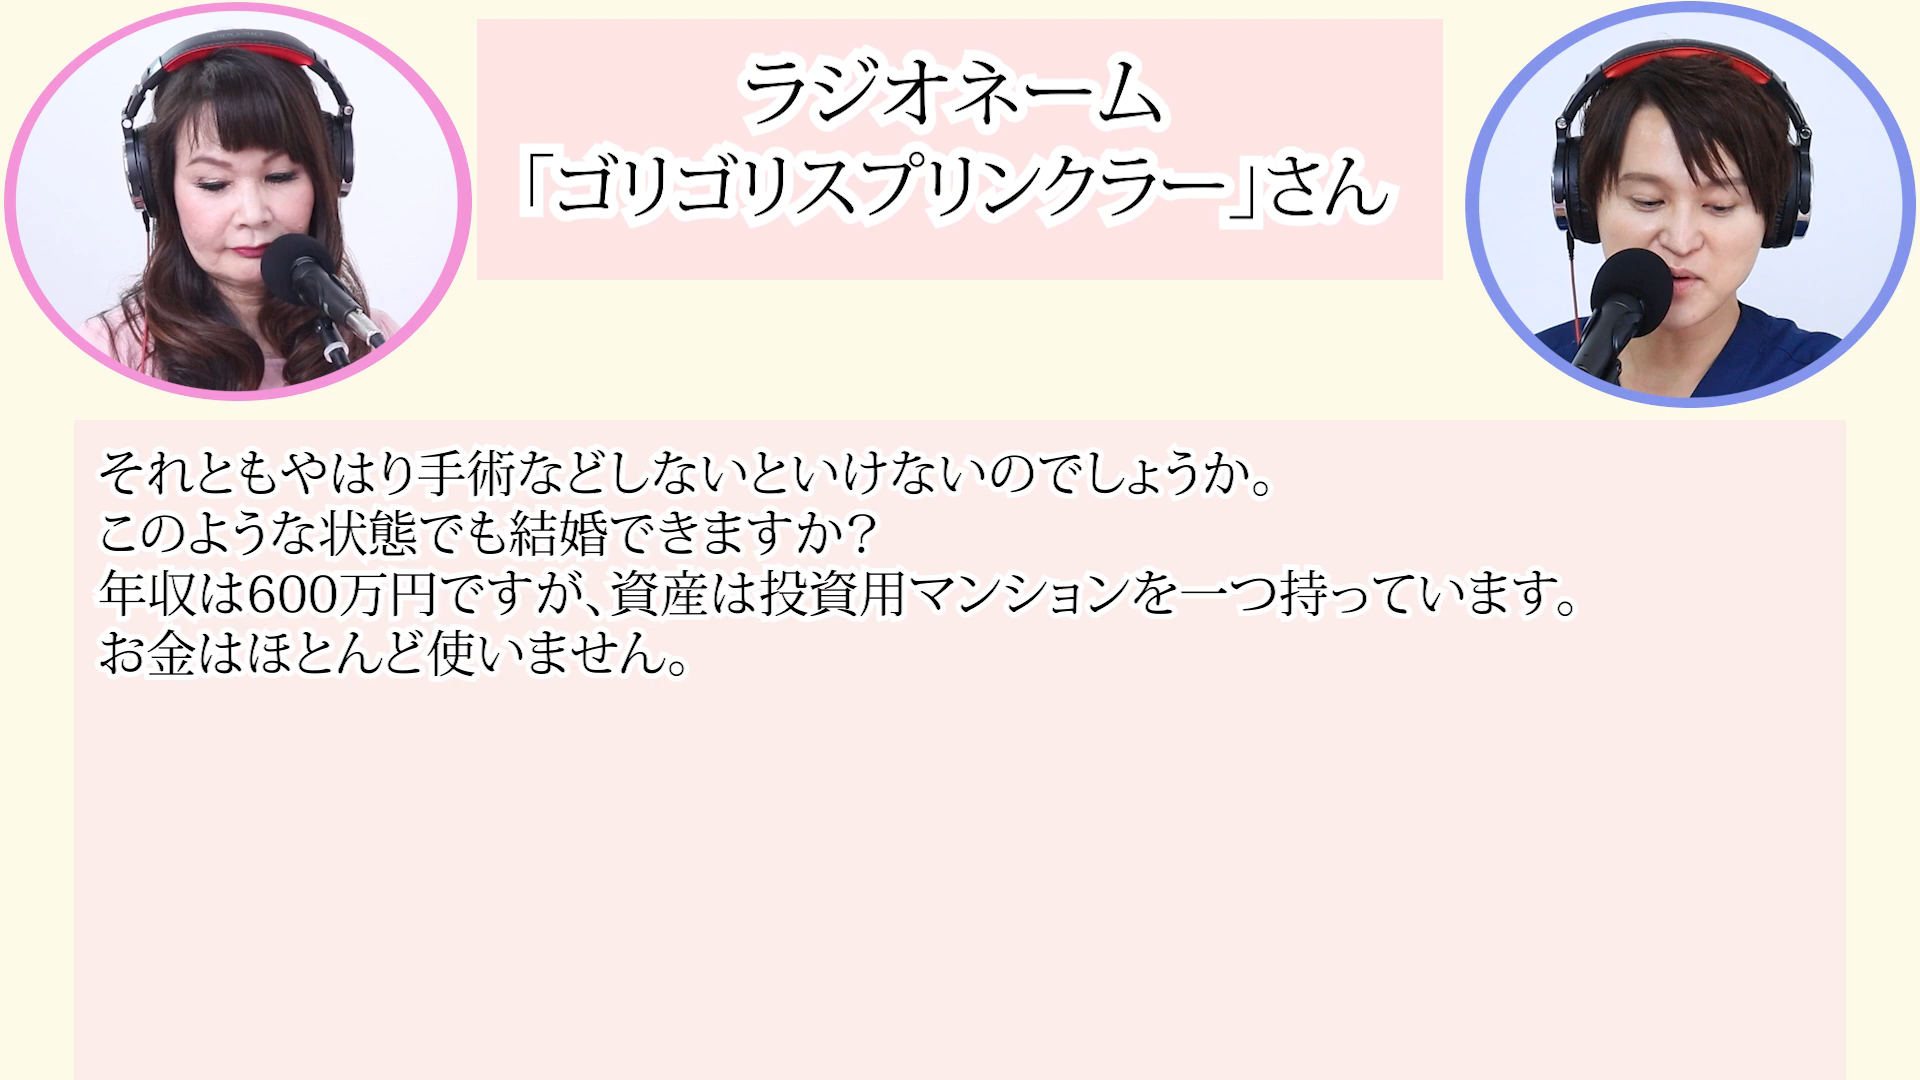 ラジオネーム
「ゴリゴリスプリンクラー」さん
それともやはり手術などしないといけないのでしょうか。
このような状態でも結婚できますか？
年収は600万円ですが、資産は投資用マンションを一つ持っています。
お金はほとんど使いません。